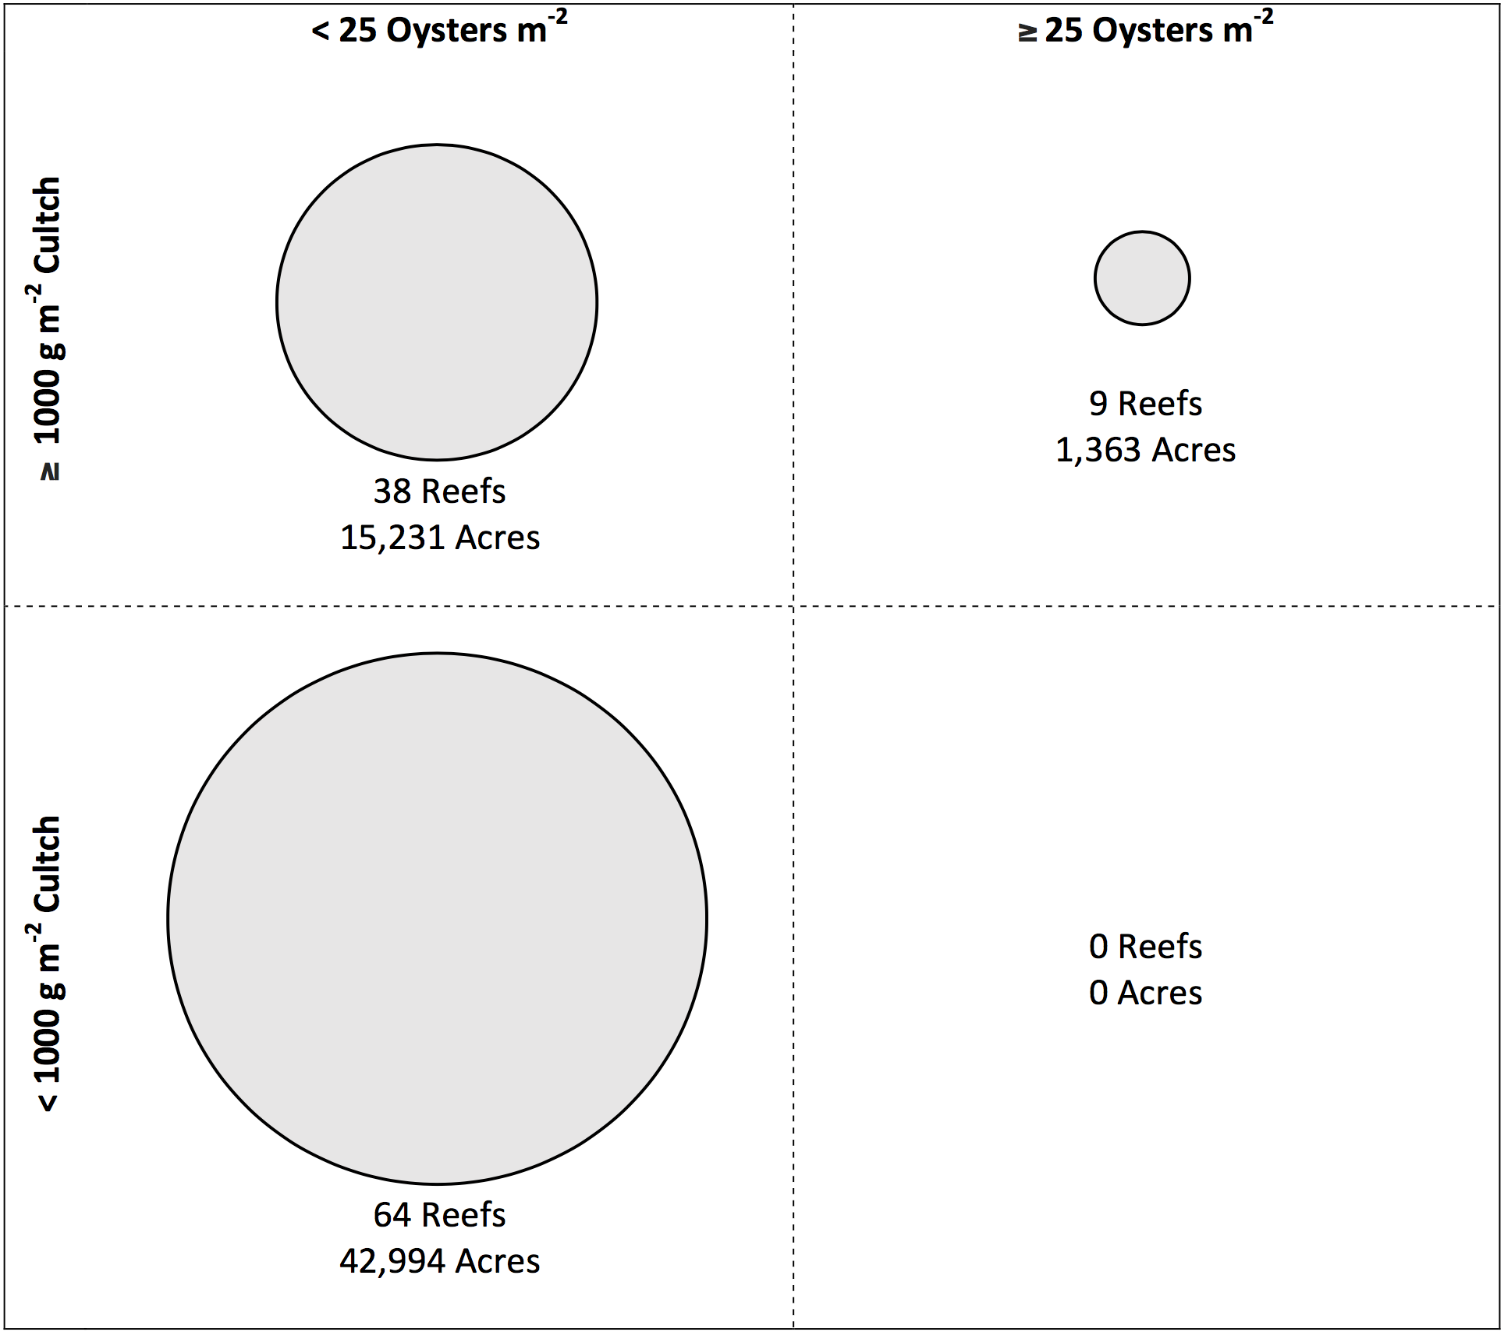 < 25 Oysters m⁻²
≥ 25 Oysters m⁻²
≥ 1000 g m⁻² Cultch
38 Reefs
15,231 Acres
9 Reefs
1,363 Acres
< 1000 g m⁻² Cultch
64 Reefs
42,994 Acres
0 Reefs
0 Acres